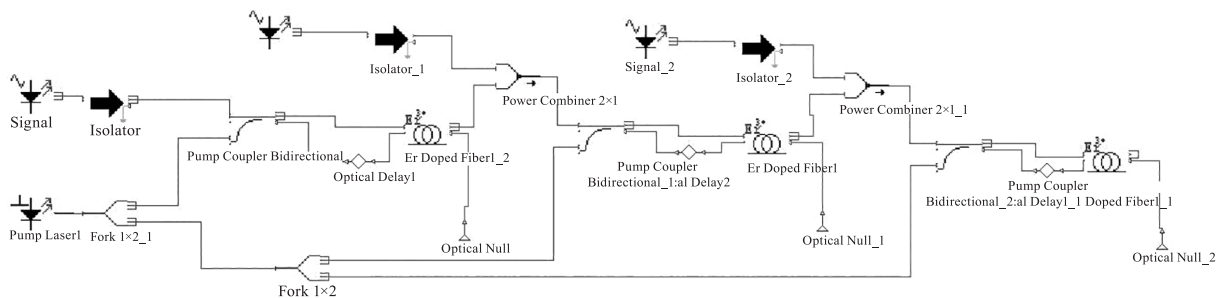 Isolator_1
Signal_2
Isolator_2
Power Combiner 2×1
Power Combiner 2×1_1
Signal
Isolator
Pump Coupler Bidirectional
Optical Delay1
Er Doped Fiber1_2
Pump Coupler
Bidirectional_1:al Delay2
Er Doped Fiber1
Pump Coupler
Bidirectional_2:al Delay1_1 Doped Fiber1_1
Pump Laser1
Fork 1×2_1
Optical Null
Optical Null_1
Optical Null_2
Fork 1×2